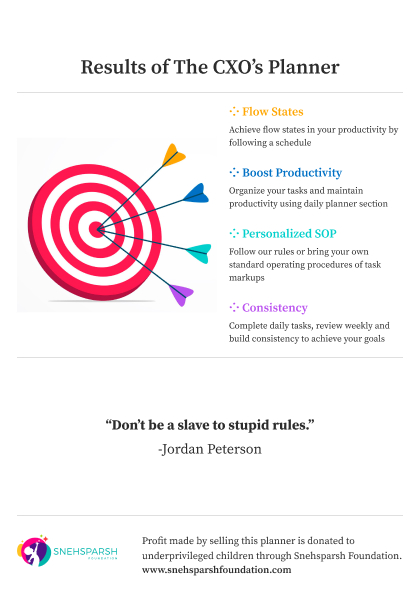 Results of The CXO’s Planner
Flow States
Achieve flow states in your productivity by
following a schedule
Boost Productivity
Organize your tasks and maintain
productivity using daily planner section
Personalized SOP
Follow our rules or bring your own
standard operating procedures of task
markups
Consistency
Complete daily tasks, review weekly and
build consistency to achieve your goals
“Don’t be a slave to stupid rules.”
-Jordan Peterson
SNEHSPARSH
FOUNDATION
Profit made by selling this planner is donated to
underprivileged children through Snehsparsh Foundation.
www.snehsparshfoundation.com